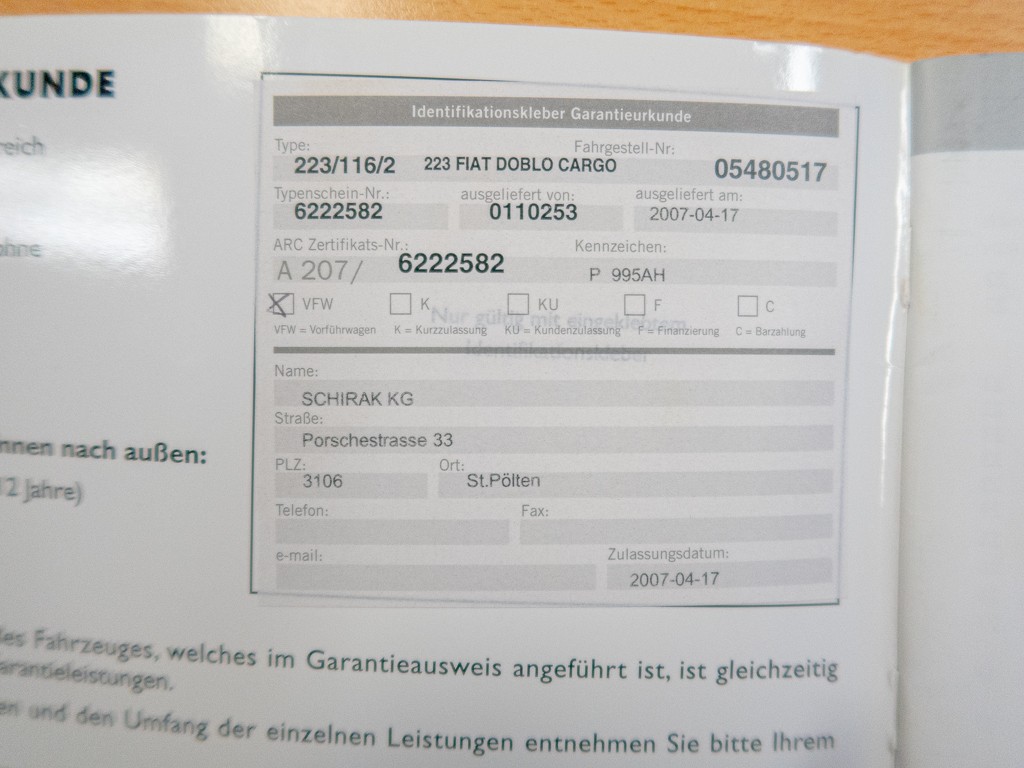 KUNDE
reich
ohne
Identifikationskleber Garantieurkunde
Type: Fahrgestell-Nr:
223/116/2 223 FIAT DOBLO CARGO 05480517
Typenschein-Nr.: ausgeliefert von: ausgeliefert am:
6222582 0110253 2007-04-17
ARC Zertifikats-Nr.: Kennzeichen:
A 207/ 6222582 P 995AH
VFW K KU F C
Nur gültig mit eingeklebtem
VFW = Vorführwagen K = Kurzzulassung KU = Kundenzulassung F = Finanzierung C = Barzahlung
Identifikationskleber
Name:
SCHIRAK KG
Straße:
Porschestrasse 33
PLZ: Ort:
3106 St.Pölten
Telefon: Fax:
e-mail: Zulassungsdatum:
2007-04-17
nnen nach außen:
12 Jahre)
des Fahrzeuges, welches im Garantieausweis angeführt ist, ist gleichzeitig
arantieleistungen.
en und den Umfang der einzelnen Leistungen entnehmen Sie bitte Ihrem